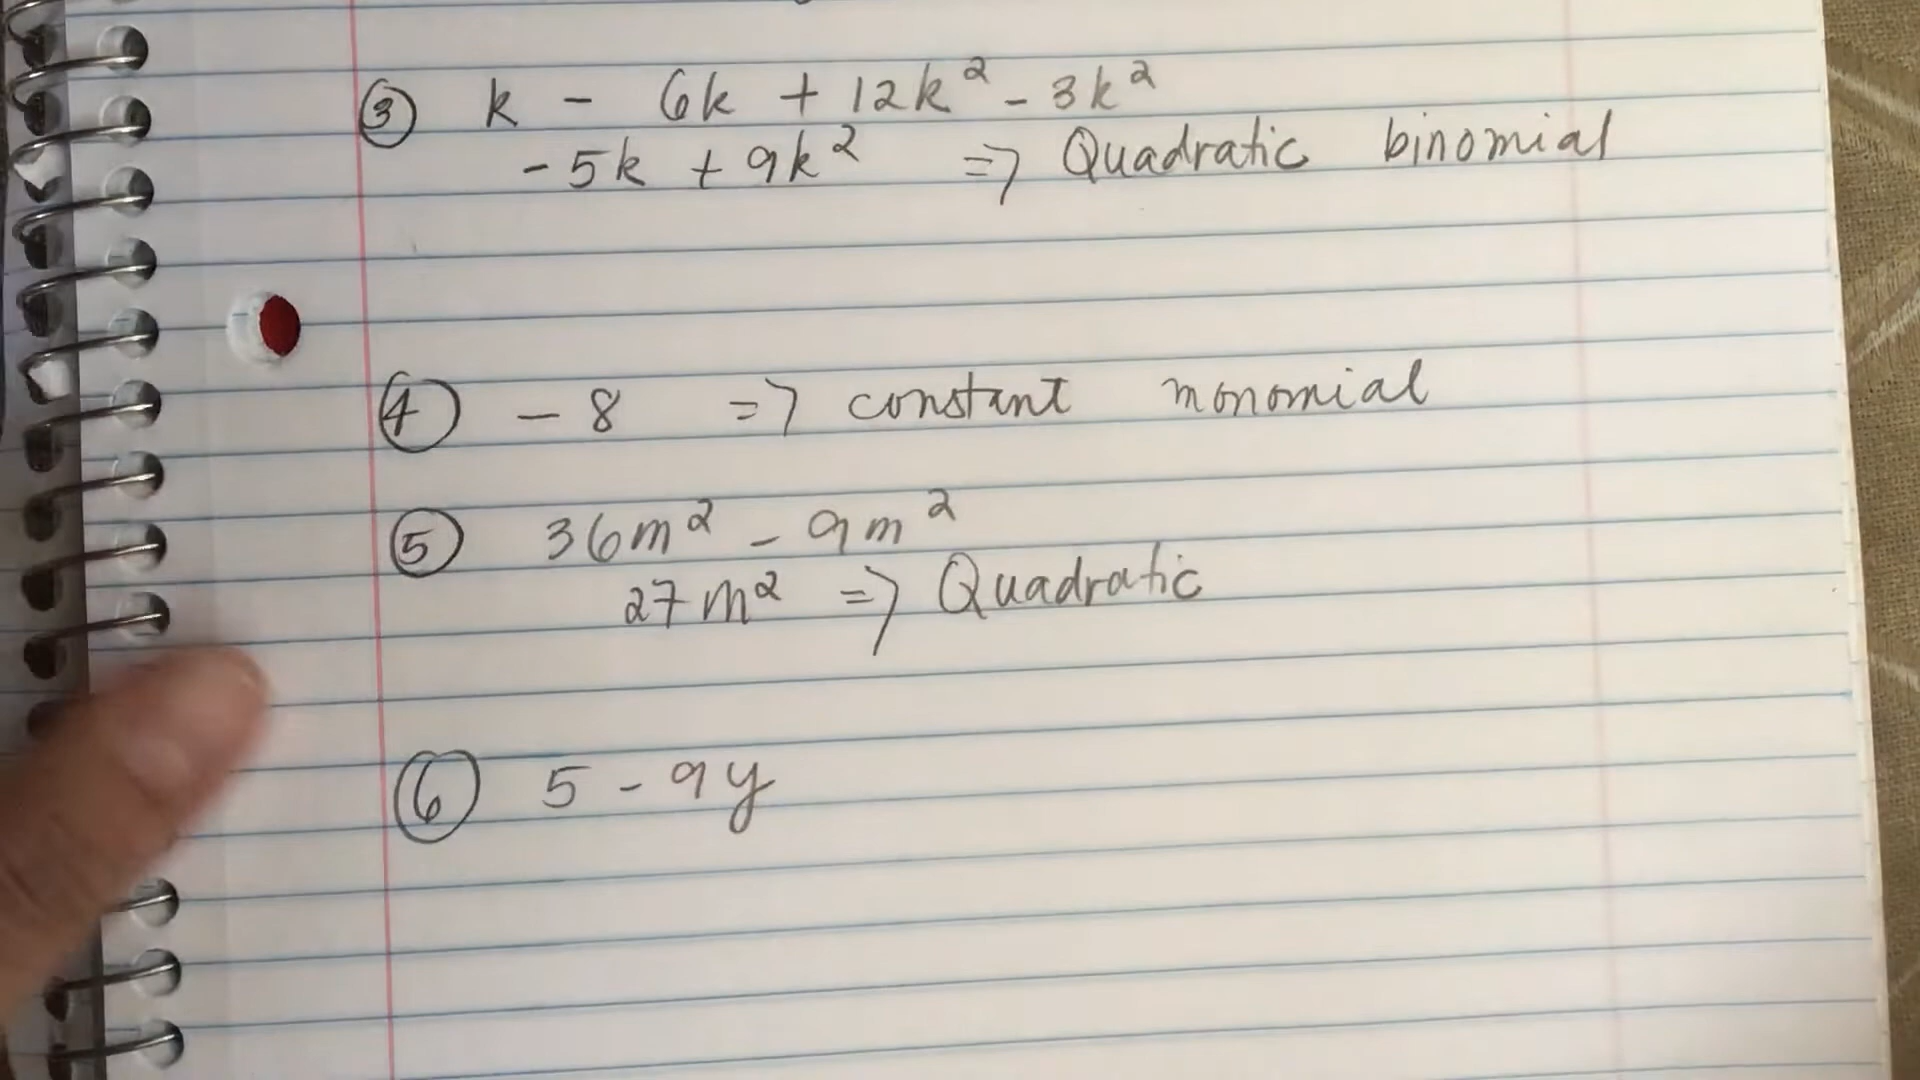 ③ k - 6k + 12k² - 3k²
-5k + 9k² => Quadratic binomial
④ - 8 => constant monomial
⑤ 36m² - 9m²
27m² => Quadratic
⑥ 5 - 9y